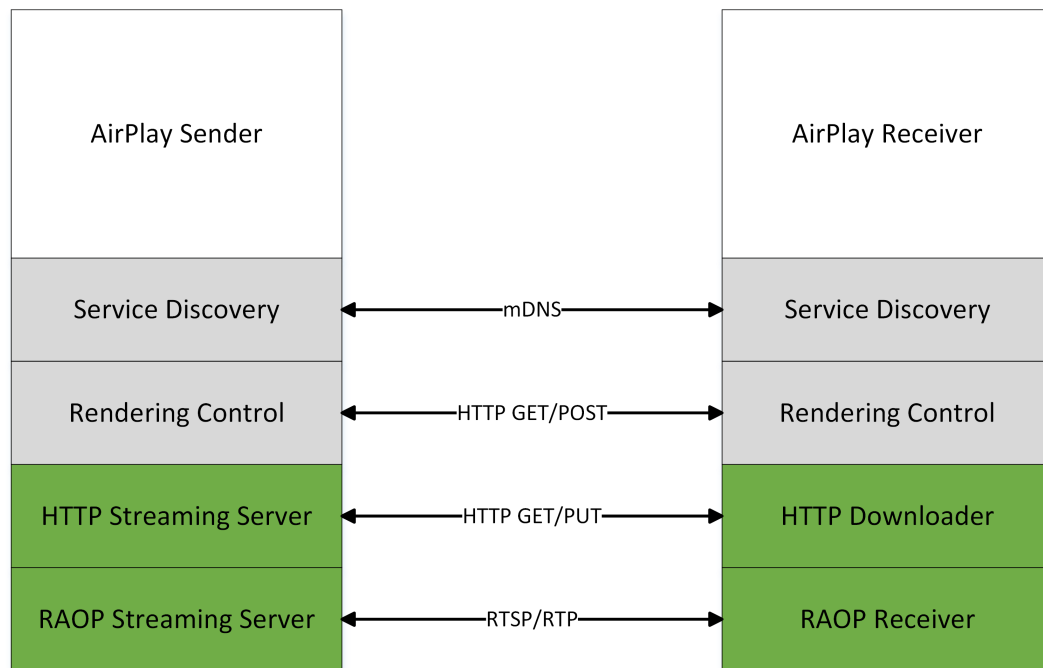 AirPlay Sender
AirPlay Receiver
Service Discovery
mDNS
Service Discovery
Rendering Control
HTTP GET/POST
Rendering Control
HTTP Streaming Server
HTTP GET/PUT
HTTP Downloader
RAOP Streaming Server
RTSP/RTP
RAOP Receiver